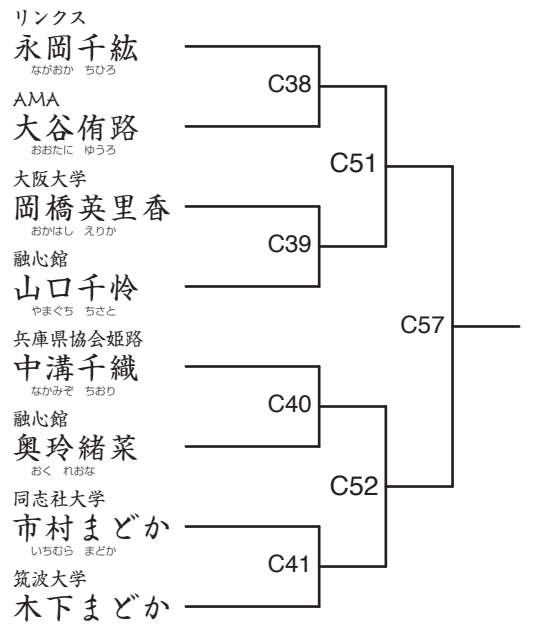 リンクス
永岡千紘
ながおか ちひろ
C38
AMA
大谷侑路
おおたに ゆうろ
C51
大阪大学
岡橋英里香
おかはし えりか
C39
融心館
山口千怜
やまぐち ちさと
C57
兵庫県協会姫路
中溝千織
なかみぞ ちおり
C40
融心館
奥玲緒菜
おく れおな
C52
同志社大学
市村まどか
いちむら まどか
C41
筑波大学
木下まどか